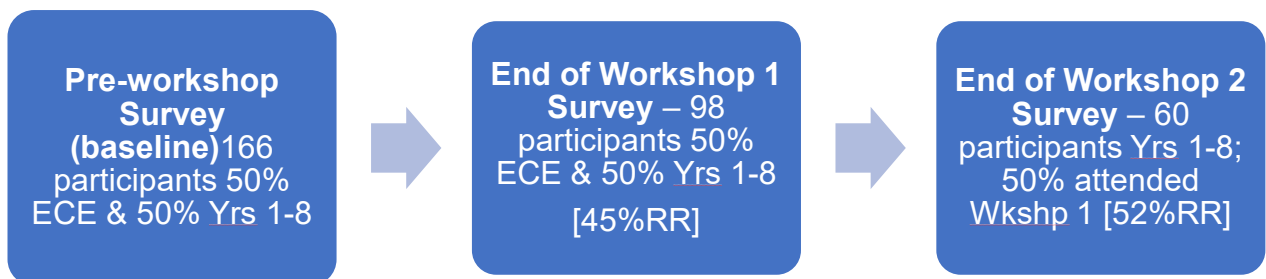 Pre-workshop
Survey
(baseline)166
participants 50%
ECE & 50% Yrs 1-8
End of Workshop 1
Survey – 98
participants 50%
ECE & 50% Yrs 1-8
[45%RR]
End of Workshop 2
Survey – 60
participants Yrs 1-8;
50% attended
Wkshp 1 [52%RR]